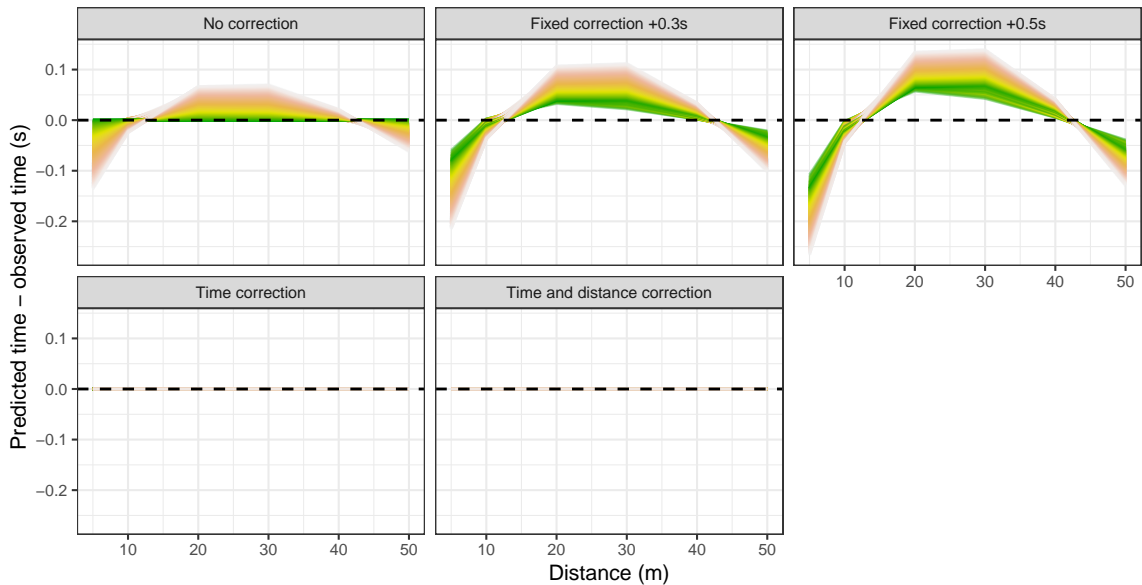 No correction
Fixed correction +0.3s
Fixed correction +0.5s
0.1
0.0
−0.1
−0.2
10 20 30 40 50
Time correction
Time and distance correction
0.1
0.0
−0.1
−0.2
10 20 30 40 50
10 20 30 40 50
Distance (m)
Predicted time − observed time (s)